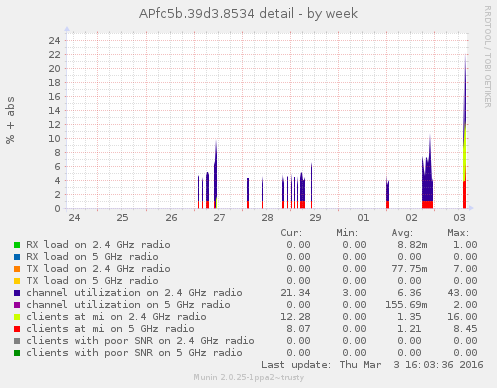 APfc5b.39d3.8534 detail - by week
RRDTOOL / TOBI OETIKER
% + abs
24
22
20
18
16
14
12
10
8
6
4
2
0
24 25 26 27 28 29 01 02 03
Cur: Min: Avg: Max:
RX load on 2.4 GHz radio 0.00 0.00 8.82m 1.00
RX load on 5 GHz radio 0.00 0.00 0.00 0.00
TX load on 2.4 GHz radio 0.00 0.00 77.75m 7.00
TX load on 5 GHz radio 0.00 0.00 0.00 0.00
channel utilization on 2.4 GHz radio 21.34 3.00 6.36 43.00
channel utilization on 5 GHz radio 0.00 0.00 155.69m 2.00
clients at mi on 2.4 GHz radio 12.28 0.00 1.35 16.00
clients at mi on 5 GHz radio 8.07 0.00 1.21 8.45
clients with poor SNR on 2.4 GHz radio 0.00 0.00 0.00 0.00
clients with poor SNR on 5 GHz radio 0.00 0.00 0.00 0.00
Last update: Thu Mar 3 16:03:36 2016
Munin 2.0.25-1ppa2~trusty